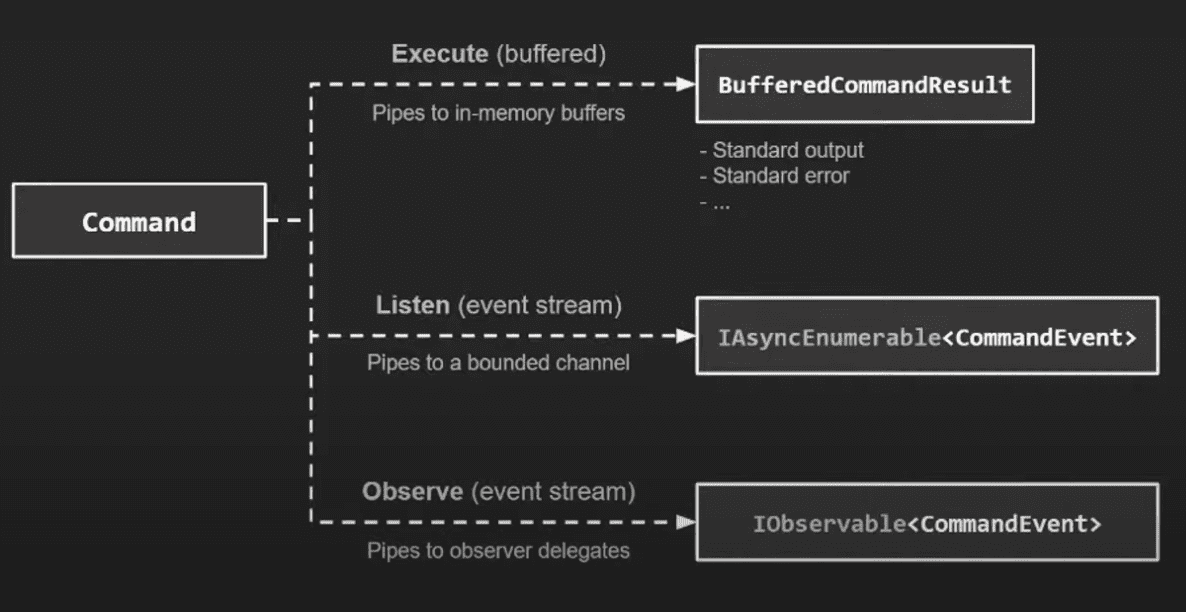 Execute (buffered)
BufferedCommandResult
Pipes to in-memory buffers
- Standard output
- Standard error
- ...
Command
Listen (event stream)
IAsyncEnumerable<CommandEvent>
Pipes to a bounded channel
Observe (event stream)
IObservable<CommandEvent>
Pipes to observer delegates